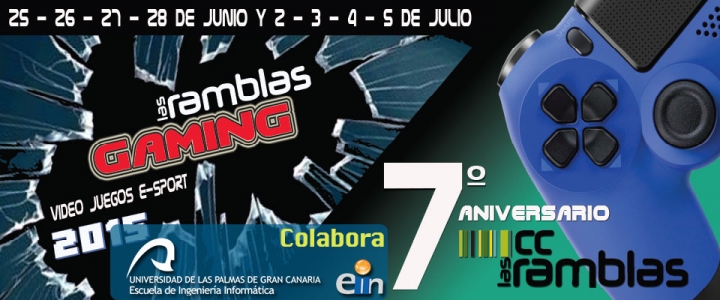 25 - 26 - 27 - 28 DE JUNIO Y 2 - 3 - 4 - 5 DE JULIO
las ramblas
GAMING
VIDEO JUEGOS E-SPORT
2015
Colabora
UNIVERSIDAD DE LAS PALMAS DE GRAN CANARIA
Escuela de Ingeniería Informática
ein
7º
ANIVERSARIO
CC
las ramblas